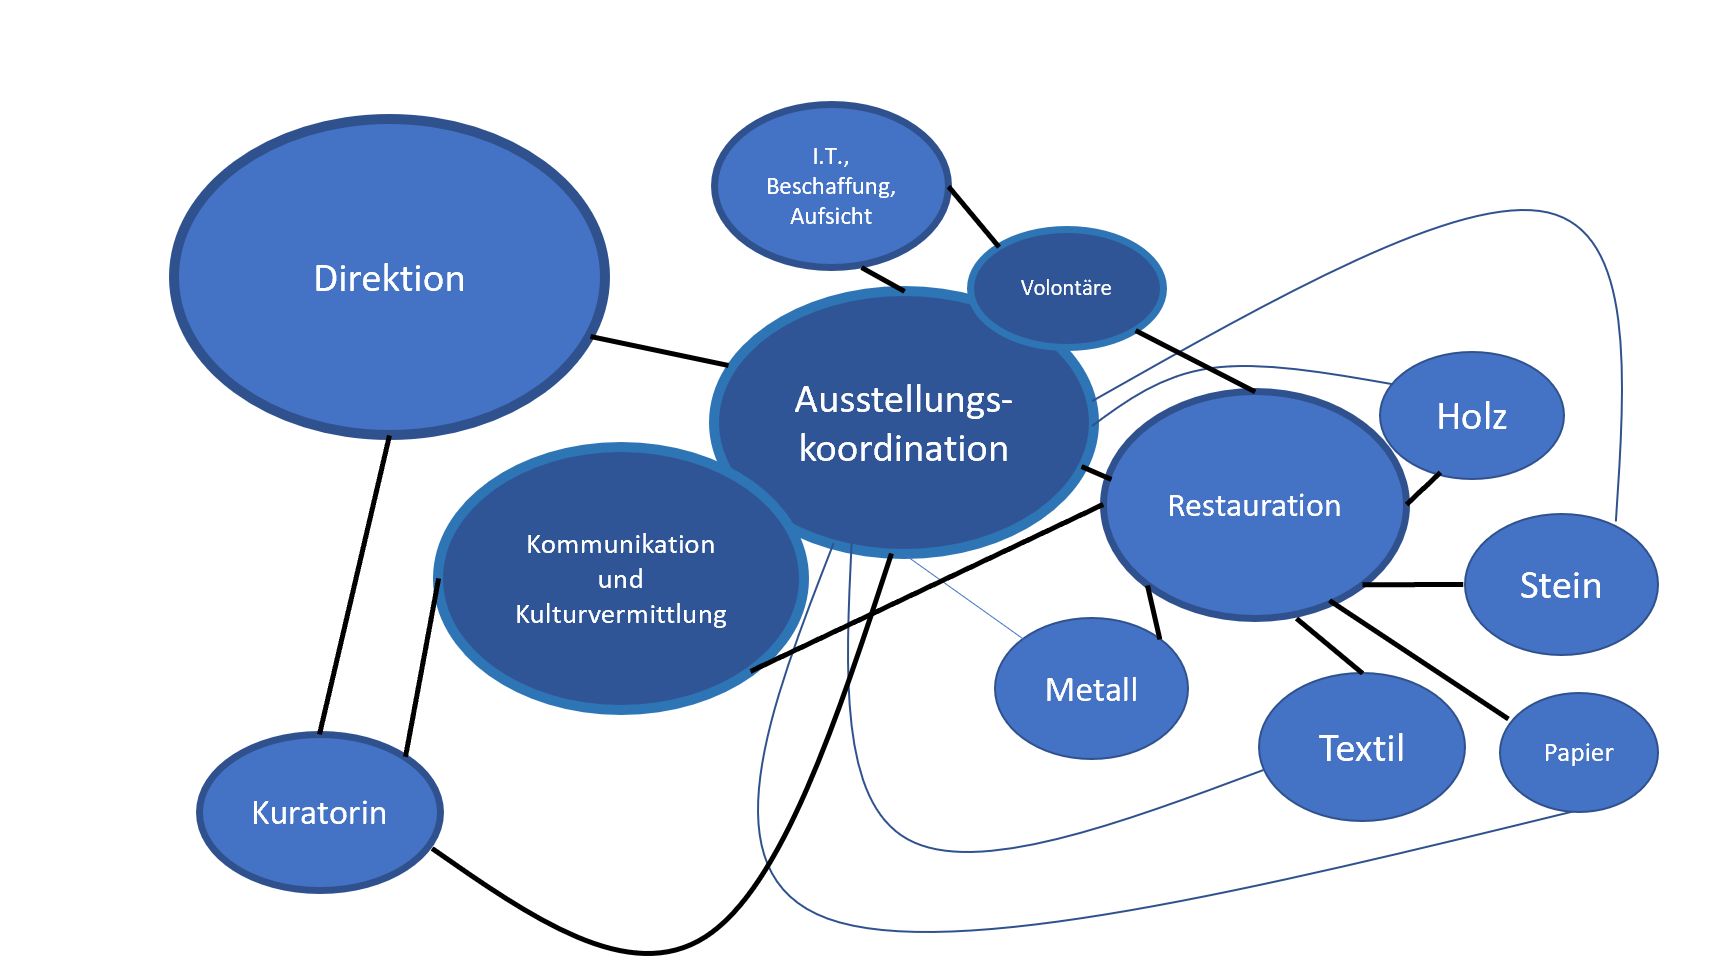 I.T.,
Beschaffung,
Aufsicht
Direktion
Volontäre
Ausstellungs-
koordination
Holz
Restauration
Kommunikation
und
Kulturvermittlung
Stein
Metall
Textil
Papier
Kuratorin